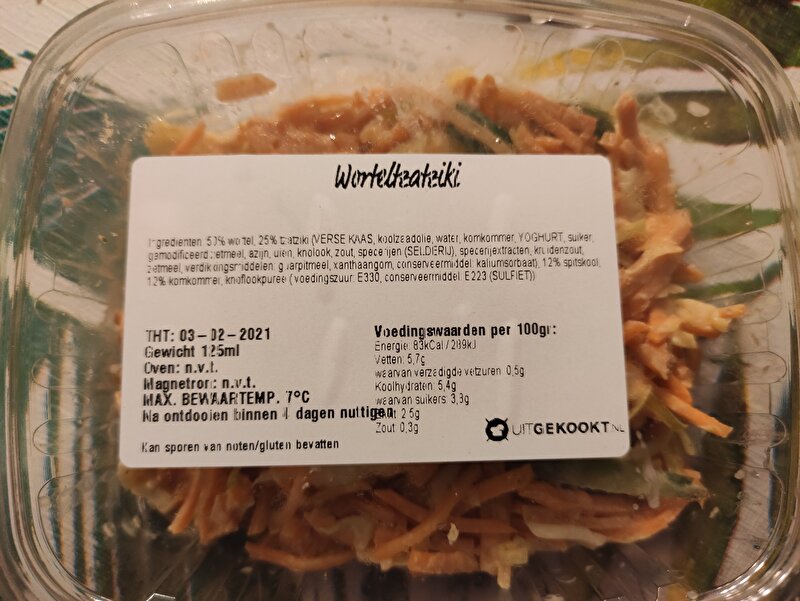 Worteltzatziki
Ingredienten: 50% wortel, 25% tzatziki (VERSE KAAS, koolzaadolie, water, komkommer, YOGHURT, suiker,
gemodificeerd zetmeel, azijn, uien, knolook, zout, specerijen (SELDERIJ), specerijextracten, kruidenzout,
zetmeel, verdikkingsmiddelen: guarpitmeel, xanthaangom, conserveermiddel: kaliumsorbaat), 12% spitskool,
12% komkommer, knoflookpuree (voedingszuur: E330, conserveermiddel: E223 (SULFIET))
THT: 03-02-2021
Gewicht 125ml
Oven: n.v.t.
Magnetron: n.v.t.
MAX. BEWAARTEMP. 7°C
Na ontdooien binnen 4 dagen nuttigen
Kan sporen van noten/gluten bevatten
Voedingswaarden per 100gr:
Energie: 83kCal/289kJ
Vetten: 5,7g
waarvan verzadigde vetzuren: 0,5g
Koolhydraten: 5,4g
waarvan suikers: 3,3g
2.5g
Zout: 0,3g
UITGEKOOKT.NL